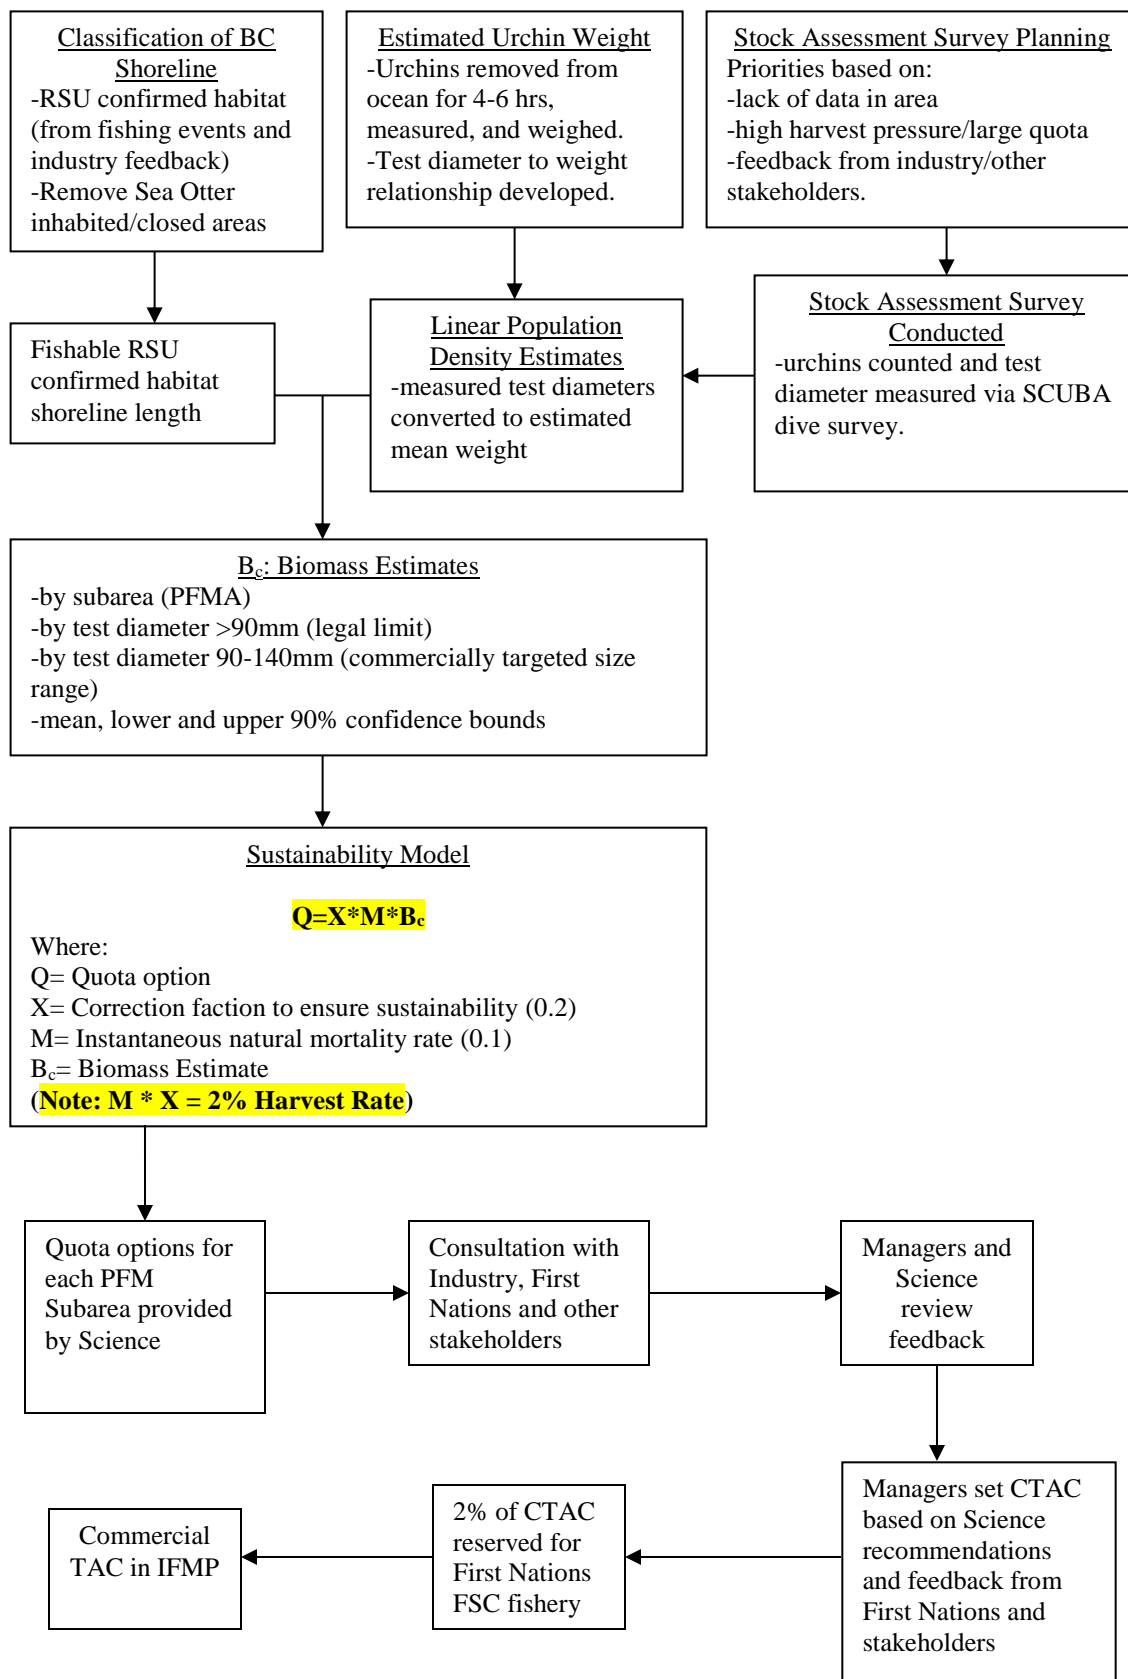 Classification of BC
Shoreline
-RSU confirmed habitat
(from fishing events and
industry feedback)
-Remove Sea Otter
inhabited/closed areas
Estimated Urchin Weight
-Urchins removed from
ocean for 4-6 hrs,
measured, and weighed.
-Test diameter to weight
relationship developed.
Stock Assessment Survey Planning
Priorities based on:
-lack of data in area
-high harvest pressure/large quota
-feedback from industry/other
stakeholders.
Fishable RSU
confirmed habitat
shoreline length
Linear Population
Density Estimates
-measured test diameters
converted to estimated
mean weight
Stock Assessment Survey
Conducted
-urchins counted and test
diameter measured via SCUBA
dive survey.
Bc: Biomass Estimates
-by subarea (PFMA)
-by test diameter >90mm (legal limit)
-by test diameter 90-140mm (commercially targeted size
range)
-mean, lower and upper 90% confidence bounds
Sustainability Model
Q=X*M*Bc
Where:
Q= Quota option
X= Correction faction to ensure sustainability (0.2)
M= Instantaneous natural mortality rate (0.1)
Bc= Biomass Estimate
(Note: M * X = 2% Harvest Rate)
Quota options for
each PFM
Subarea provided
by Science
Consultation with
Industry, First
Nations and other
stakeholders
Managers and
Science
review
feedback
Managers set CTAC
based on Science
recommendations
and feedback from
First Nations and
stakeholders
2% of CTAC
reserved for
First Nations
FSC fishery
Commercial
TAC in IFMP